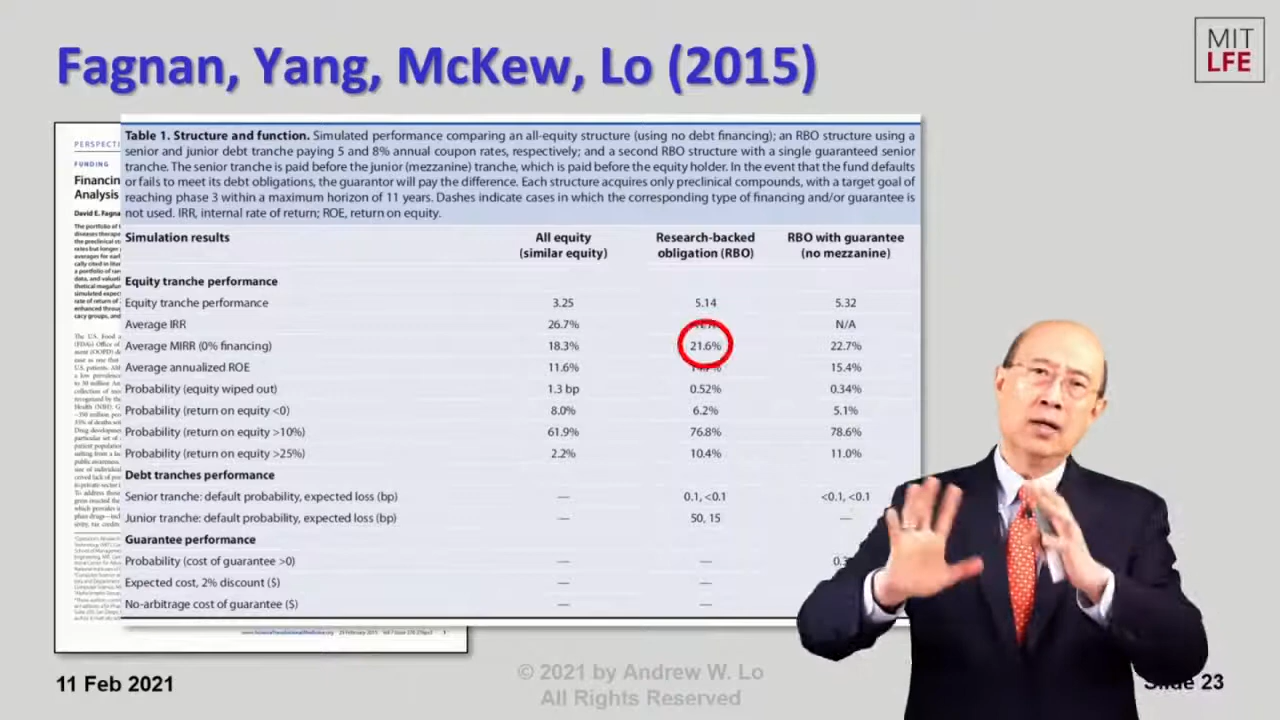 Fagnan, Yang, McKew, Lo (2015)
MIT
LFE
PERSPECTI
FUNDING
Financin
Analysis
David E. Fagna
Table 1. Structure and function. Simulated performance comparing an all-equity structure (using no debt financing); an RBO structure using a
senior and junior debt tranche paying 5 and 8% annual coupon rates, respectively; and a second RBO structure with a single guaranteed senior
tranche. The senior tranche is paid before the junior (mezzanine) tranche, which is paid before the equity holder. In the event that the fund defaults
or fails to meet its debt obligations, the guarantor will pay the difference. Each structure acquires only preclinical compounds, with a target goal of
reaching phase 3 within a maximum horizon of 11 years. Dashes indicate cases in which the corresponding type of financing and/or guarantee is
not used. IRR, internal rate of return; ROE, return on equity.
Simulation results All equity (similar equity) Research-backed obligation (RBO) RBO with guarantee (no mezzanine)
Equity tranche performance
Equity tranche performance 3.25 5.14 5.32
Average IRR 26.7% N/A
Average MIRR (0% financing) 18.3% 21.6% 22.7%
Average annualized ROE 11.6% 15.4%
Probability (equity wiped out) 1.3 bp 0.52% 0.34%
Probability (return on equity <0) 8.0% 6.2% 5.1%
Probability (return on equity >10%) 61.9% 76.8% 78.6%
Probability (return on equity >25%) 2.2% 10.4% 11.0%
Debt tranches performance
Senior tranche: default probability, expected loss (bp) — 0.1, <0.1 <0.1, <0.1
Junior tranche: default probability, expected loss (bp) — 50, 15 —
Guarantee performance
Probability (cost of guarantee >0) — —
Expected cost, 2% discount ($) — —
No-arbitrage cost of guarantee ($) — —
11 Feb 2021
© 2021 by Andrew W. Lo
All Rights Reserved
Slide 23